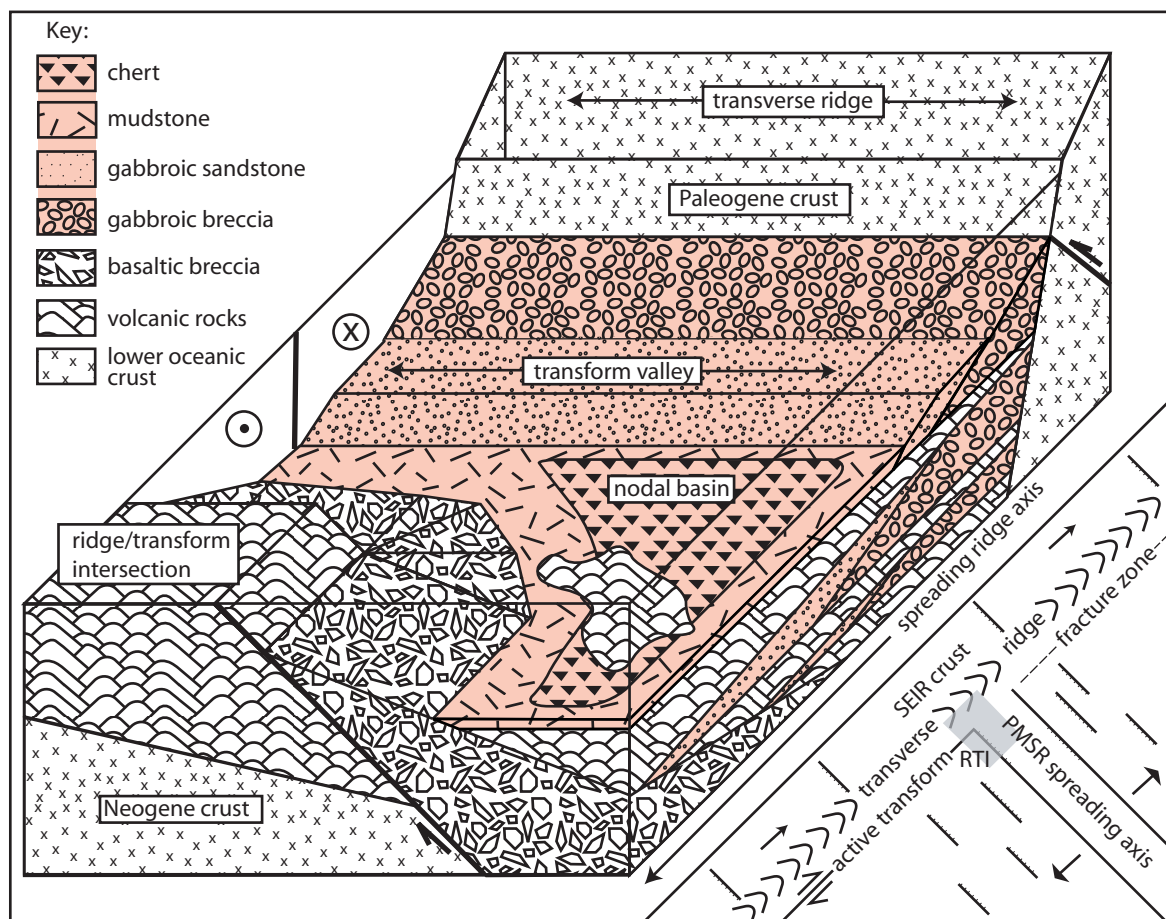 Key:
chert
mudstone
gabbroic sandstone
gabbroic breccia
basaltic breccia
volcanic rocks
lower oceanic
crust
transverse ridge
Paleogene crust
X
transform valley
nodal basin
ridge/transform
intersection
Neogene crust
spreading ridge axis
SEIR crust
transverse
ridge
fracture zone
active transform
RTI
PMSR spreading axis